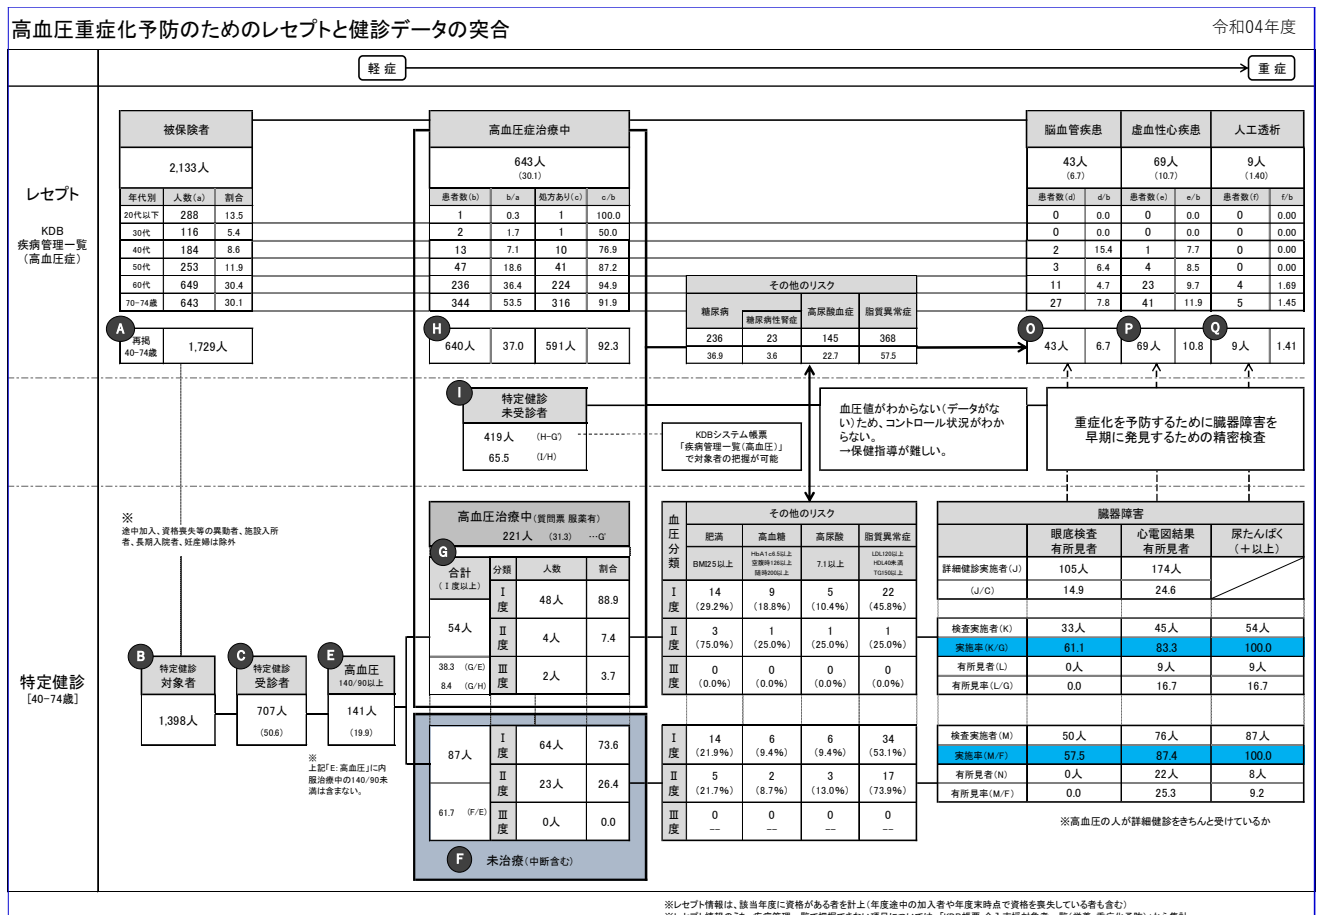 高血圧重症化予防のためのレセプトと健診データの突合
令和04年度
軽 症
重 症
レセプト
KDB
疾病管理一覧
(高血圧症)
被保険者
2,133人
年代別 人数(a) 割合
20代以下 288 13.5
30代 116 5.4
40代 184 8.6
50代 253 11.9
60代 649 30.4
70-74歳 643 30.1
A
再掲
40-74歳
1,729人
高血圧症治療中
643人
(30.1)
患者数(b) b/a 処方あり(c) c/b
1 0.3 1 100.0
2 1.7 1 50.0
13 7.1 10 76.9
47 18.6 41 87.2
236 36.4 224 94.9
344 53.5 316 91.9
H
640人 37.0 591人 92.3
その他のリスク
糖尿病 糖尿病性腎症 高尿酸血症 脂質異常症
236 23 145 368
36.9 3.6 22.7 57.5
脳血管疾患 虚血性心疾患 人工透析
43人 69人 9人
(6.7) (10.7) (1.40)
患者数(d) d/b 患者数(e) e/b 患者数(f) f/b
0 0.0 0 0.0 0 0.00
0 0.0 0 0.0 0 0.00
2 15.4 1 7.7 0 0.00
3 6.4 4 8.5 0 0.00
11 4.7 23 9.7 4 1.69
27 7.8 41 11.9 5 1.45
O P Q
43人 6.7 69人 10.8 9人 1.41
I
特定健診
未受診者
419人 (H-G')
65.5 (I/H)
KDBシステム帳票
「疾病管理一覧(高血圧)」
で対象者の把握が可能
血圧値がわからない(データがな
い)ため、コントロール状況がわか
らない。
→保健指導が難しい。
重症化を予防するために臓器障害を
早期に発見するための精密検査
※
途中加入、資格喪失等の異動者、施設入所
者、長期入院者、妊産婦は除外
特定健診
[40-74歳]
B
特定健診
対象者
1,398人
C
特定健診
受診者
707人
(50.6)
E
高血圧
140/90以上
141人
(19.9)
※
上記「E:高血圧」に内
服治療中の140/90未
満は含まない。
高血圧治療中(質問票 服薬有)
221人 (31.3) …G'
G
合計
(Ⅰ度以上)
分類 人数 割合
54人
38.3 (G/E)
8.4 (G/H)
Ⅰ度 48人 88.9
Ⅱ度 4人 7.4
Ⅲ度 2人 3.7
87人
61.7 (F/E)
Ⅰ度 64人 73.6
Ⅱ度 23人 26.4
Ⅲ度 0人 0.0
F 未治療(中断含む)
血圧分類
その他のリスク
肥満 高血糖 高尿酸 脂質異常症
BMI25以上
HbA1c6.5以上
空腹時126以上
随時200以上
7.1以上
LDL120以上
HDL40未満
TG150以上
Ⅰ度 14 9 5 22
(29.2%) (18.8%) (10.4%) (45.8%)
Ⅱ度 3 1 1 1
(75.0%) (25.0%) (25.0%) (25.0%)
Ⅲ度 0 0 0 0
(0.0%) (0.0%) (0.0%) (0.0%)
Ⅰ度 14 6 6 34
(21.9%) (9.4%) (9.4%) (53.1%)
Ⅱ度 5 2 3 17
(21.7%) (8.7%) (13.0%) (73.9%)
Ⅲ度 0 0 0 0
-- -- -- --
臓器障害
眼底検査
有所見者
心電図結果
有所見者
尿たんぱく
(+以上)
詳細健診実施者(J) 105人 174人
(J/C) 14.9 24.6
検査実施者(K) 33人 45人 54人
実施率(K/G) 61.1 83.3 100.0
有所見者(L) 0人 9人 9人
有所見率(L/G) 0.0 16.7 16.7
検査実施者(M) 50人 76人 87人
実施率(M/F) 57.5 87.4 100.0
有所見者(N) 0人 22人 8人
有所見率(M/F) 0.0 25.3 9.2
※高血圧の人が詳細健診をきちんと受けているか
※レセプト情報は、該当年度に資格がある者を計上(年度途中の加入者や年度末時点で資格を喪失している者も含む)